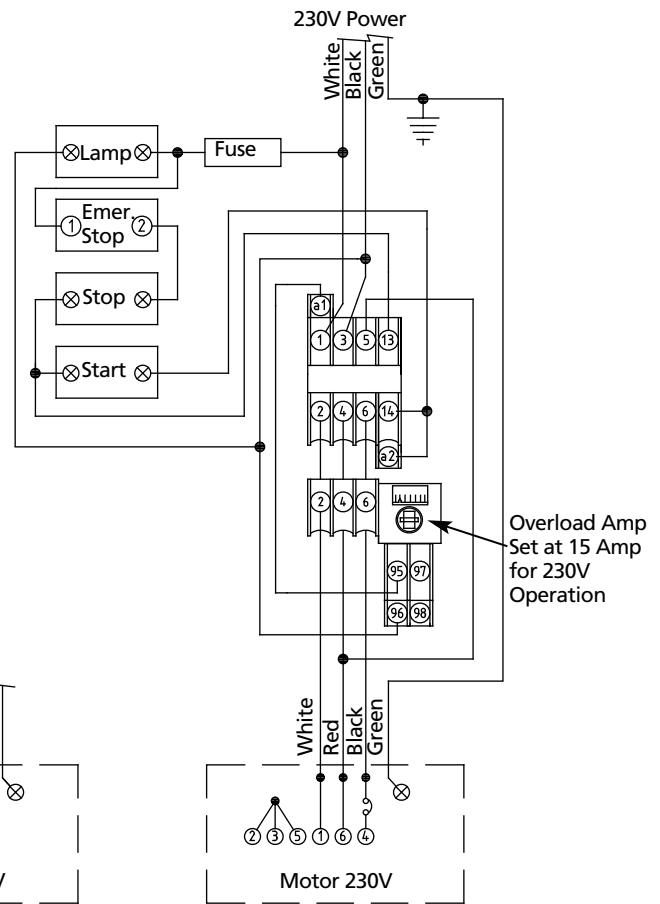 230V Power
White
Black
Green
Lamp
Fuse
Emer.
1 2
Stop
Stop
Start
a1
1 3 5 13
2 4 6 14
a2
2 4 6
95 97
96 98
Overload Amp
Set at 15 Amp
for 230V
Operation
White
Red
Black
Green
2 3 5 1 6 4
V
Motor 230V